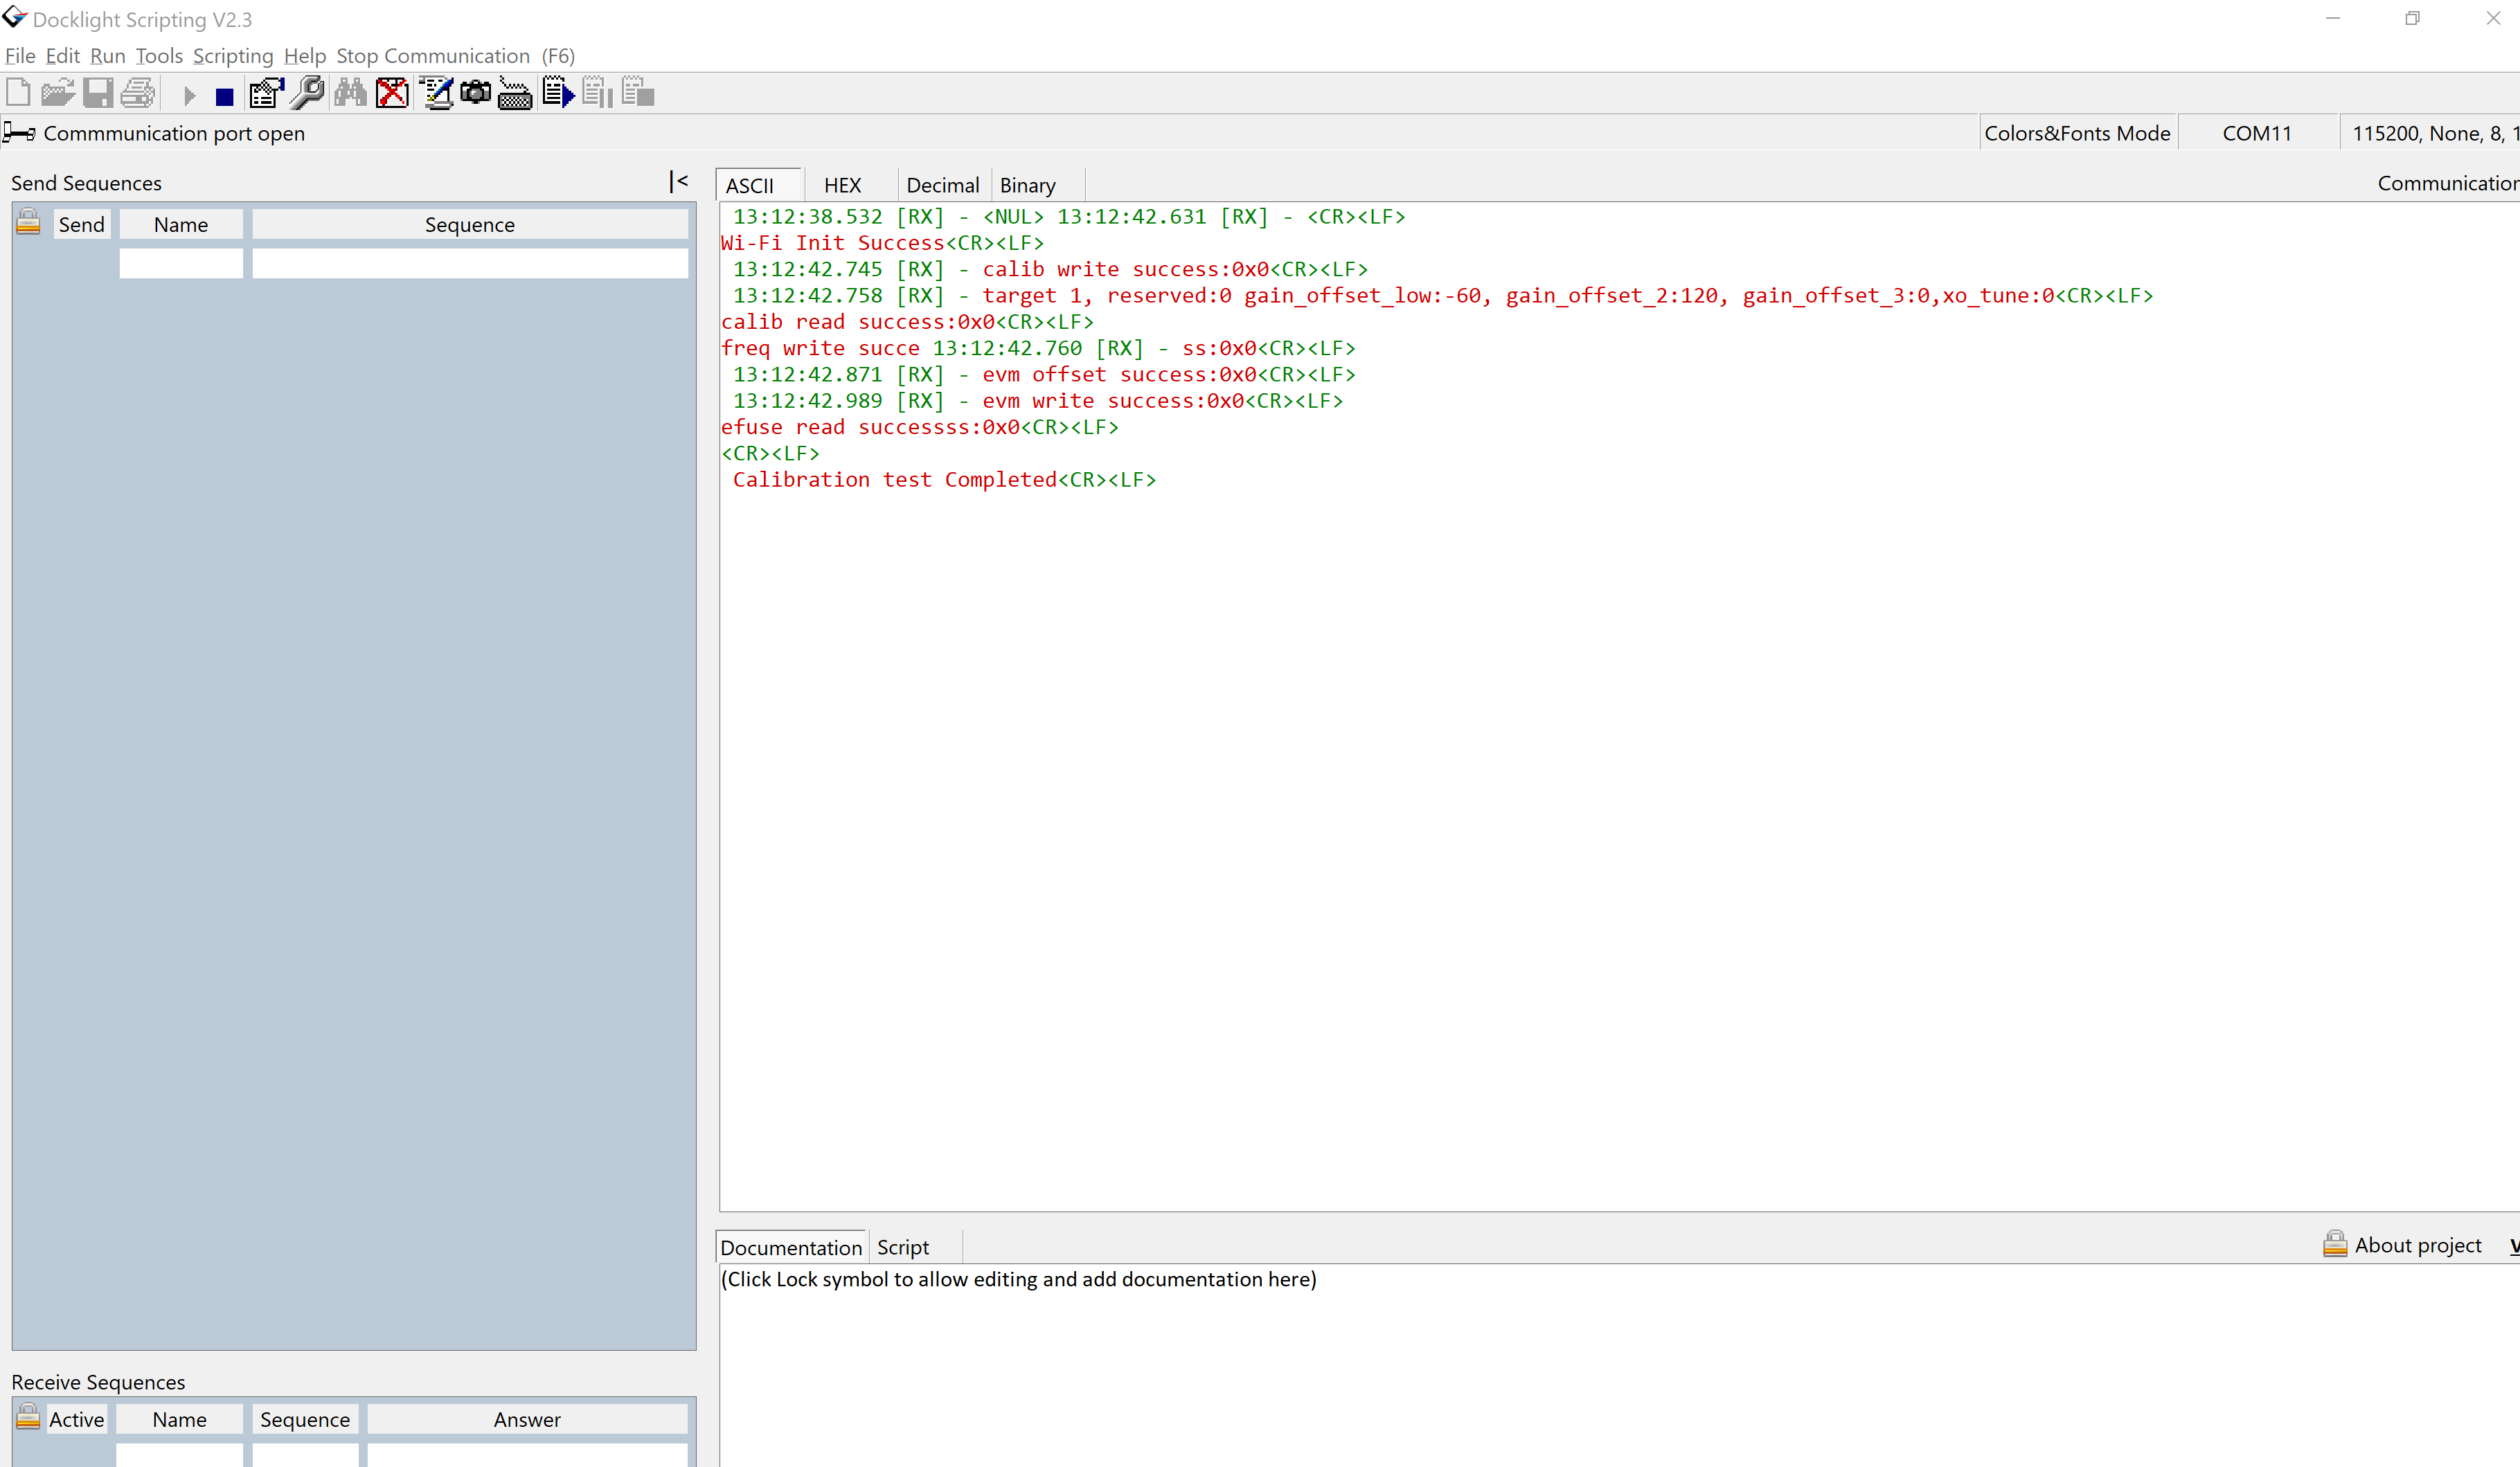 Docklight Scripting V2.3
File Edit Run Tools Scripting Help Stop Communication (F6)
Commmunication port open
Colors&Fonts Mode
COM11
115200, None, 8, 1
Send Sequences
|<
Send Name Sequence
ASCII HEX Decimal Binary
Communication
13:12:38.532 [RX] - <NUL> 13:12:42.631 [RX] - <CR><LF>
Wi-Fi Init Success<CR><LF>
13:12:42.745 [RX] - calib write success:0x0<CR><LF>
13:12:42.758 [RX] - target 1, reserved:0 gain_offset_low:-60, gain_offset_2:120, gain_offset_3:0,xo_tune:0<CR><LF>
calib read success:0x0<CR><LF>
freq write succe 13:12:42.760 [RX] - ss:0x0<CR><LF>
13:12:42.871 [RX] - evm offset success:0x0<CR><LF>
13:12:42.989 [RX] - evm write success:0x0<CR><LF>
efuse read successss:0x0<CR><LF>
<CR><LF>
Calibration test Completed<CR><LF>
Documentation Script
About project
(Click Lock symbol to allow editing and add documentation here)
Receive Sequences
Active Name Sequence Answer